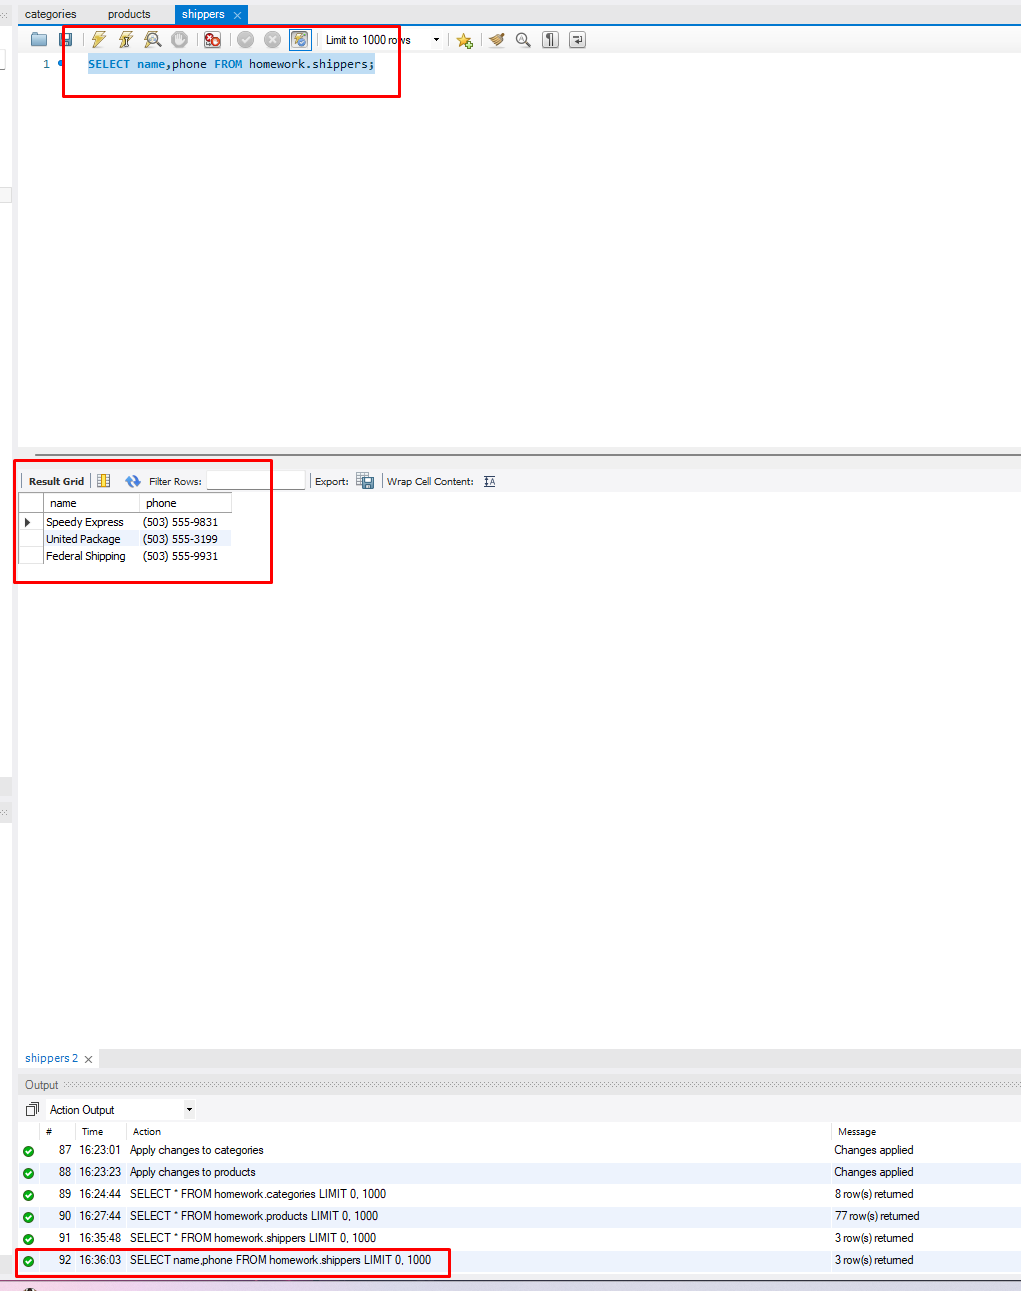 categories products shippers
Limit to 1000 rows
1 SELECT name,phone FROM homework.shippers;
Result Grid Filter Rows: Export: Wrap Cell Content:
name phone
Speedy Express (503) 555-9831
United Package (503) 555-3199
Federal Shipping (503) 555-9931
shippers 2
Output
Action Output
# Time Action Message
87 16:23:01 Apply changes to categories Changes applied
88 16:23:23 Apply changes to products Changes applied
89 16:24:44 SELECT * FROM homework.categories LIMIT 0, 1000 8 row(s) returned
90 16:27:44 SELECT * FROM homework.products LIMIT 0, 1000 77 row(s) returned
91 16:35:48 SELECT * FROM homework.shippers LIMIT 0, 1000 3 row(s) returned
92 16:36:03 SELECT name,phone FROM homework.shippers LIMIT 0, 1000 3 row(s) returned